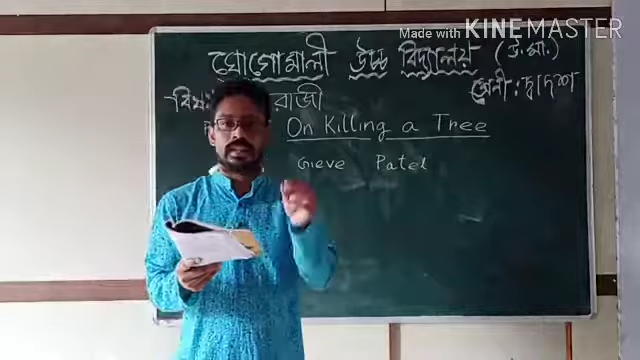 Made with KINEMASTER
ঘোগোমালী উচ্চ বিদ্যালয় (উ.মা.)
বিষ রাজী শ্রেনী : দ্বাদশ
On Killing a Tree
Gieve Patel